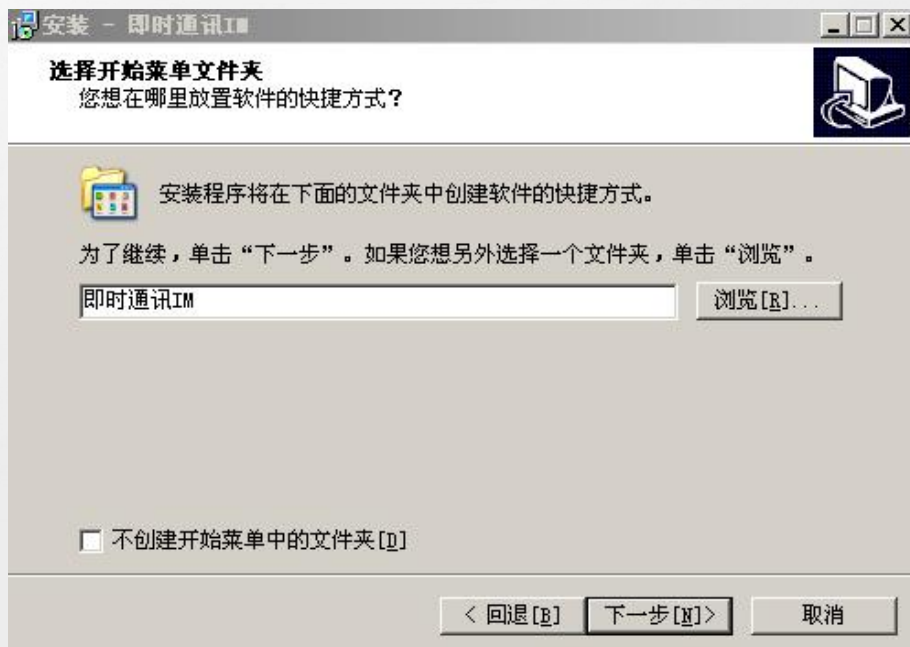 安装 - 即时通讯IM
选择开始菜单文件夹
您想在哪里放置软件的快捷方式?
安装程序将在下面的文件夹中创建软件的快捷方式。
为了继续,单击“下一步”。如果您想另外选择一个文件夹,单击“浏览”。
即时通讯IM 浏览[R]...
不创建开始菜单中的文件夹[D]
< 回退[B] 下一步[N]> 取消